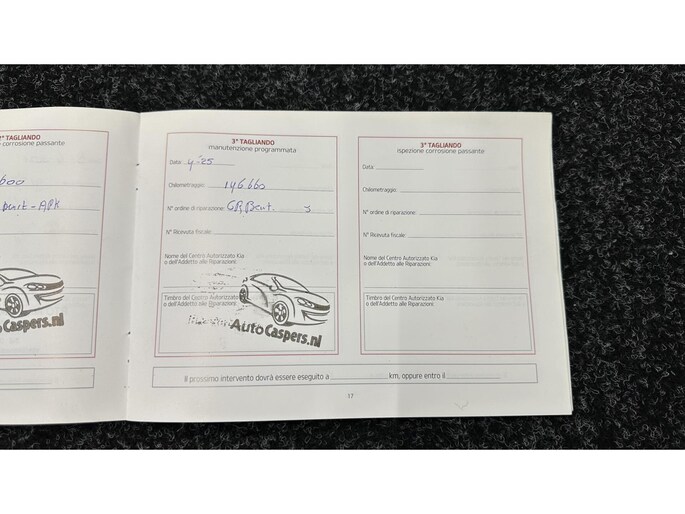 2° TAGLIANDO
corrosione passante
600
APK
AutoCaspers.nl
3° TAGLIANDO
manutenzione programmata
Data: 4-25
Chilometraggio: 146.660
N° ordine di riparazione:
N° Ricevuta fiscale:
Nome del Centro Autorizzato Kia
o dell'Addetto alle Riparazioni:
Timbro del Centro Autorizzato Kia
o dell'Addetto alle Riparazioni:
AutoCaspers.nl
3° TAGLIANDO
ispezione corrosione passante
Data:
Chilometraggio:
N° ordine di riparazione:
N° Ricevuta fiscale:
Nome del Centro Autorizzato Kia
o dell'Addetto alle Riparazioni:
Timbro del Centro Autorizzato Kia
o dell'Addetto alle Riparazioni:
Il prossimo intervento dovrà essere eseguito a km, oppure entro il
17